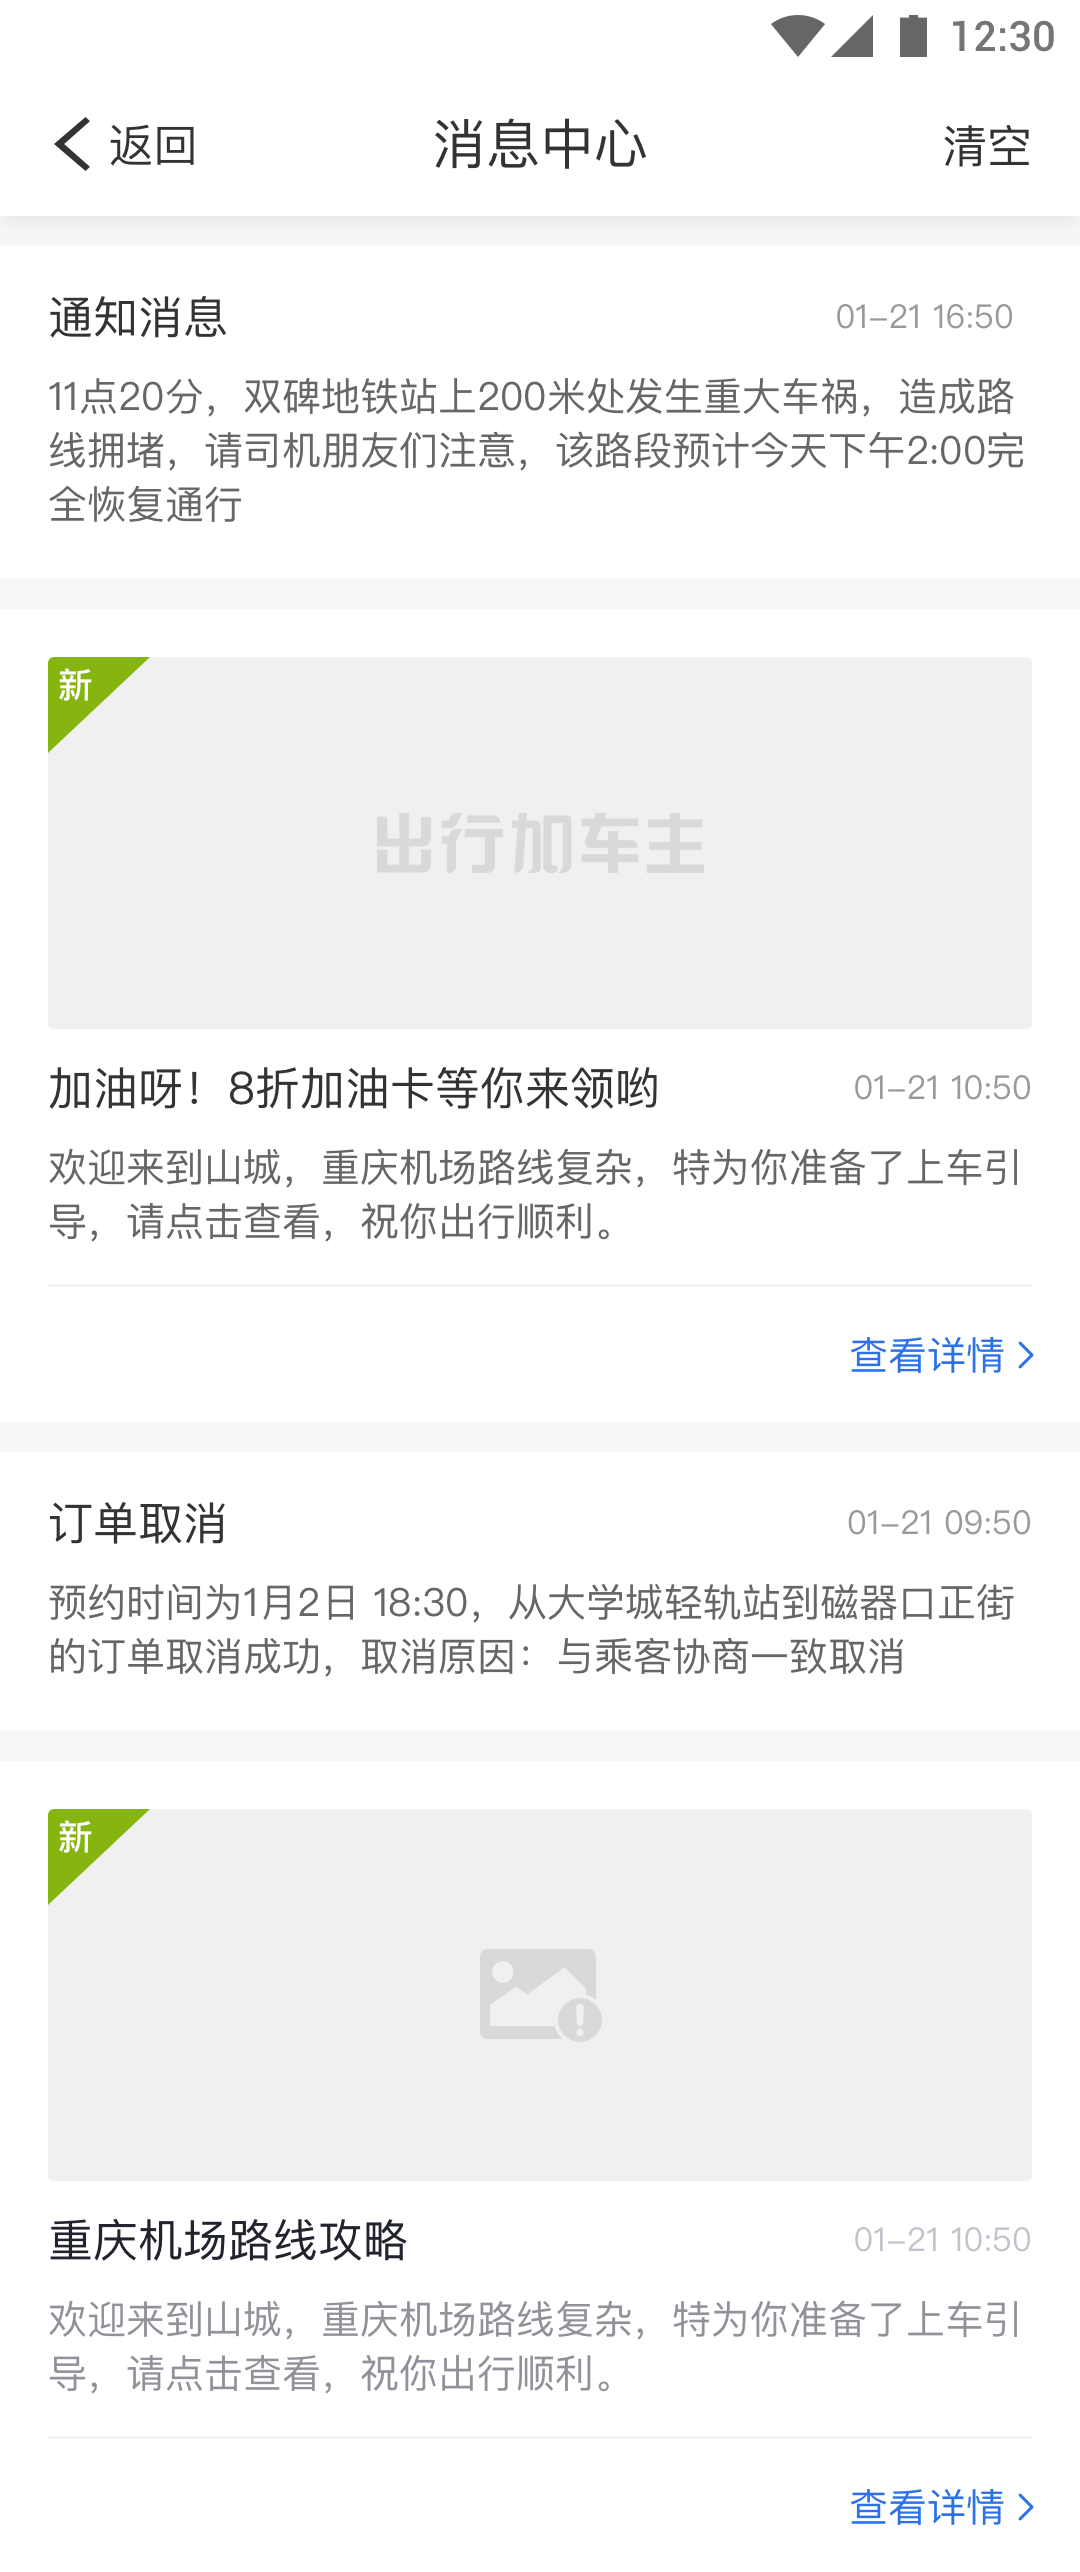 12:30
返回
消息中心
清空
通知消息
01-21 16:50
11点20分，双碑地铁站上200米处发生重大车祸，造成路
线拥堵，请司机朋友们注意，该路段预计今天下午2:00完
全恢复通行
新
出行加车主
加油呀！8折加油卡等你来领哟
01-21 10:50
欢迎来到山城，重庆机场路线复杂，特为你准备了上车引
导，请点击查看，祝你出行顺利。
查看详情
订单取消
01-21 09:50
预约时间为1月2日 18:30，从大学城轻轨站到磁器口正街
的订单取消成功，取消原因：与乘客协商一致取消
新
重庆机场路线攻略
01-21 10:50
欢迎来到山城，重庆机场路线复杂，特为你准备了上车引
导，请点击查看，祝你出行顺利。
查看详情